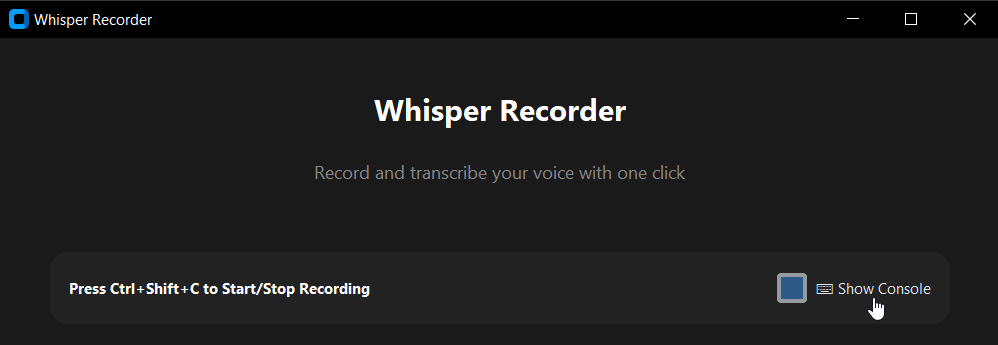 Whisper Recorder
Whisper Recorder
Record and transcribe your voice with one click
Press Ctrl+Shift+C to Start/Stop Recording
Show Console